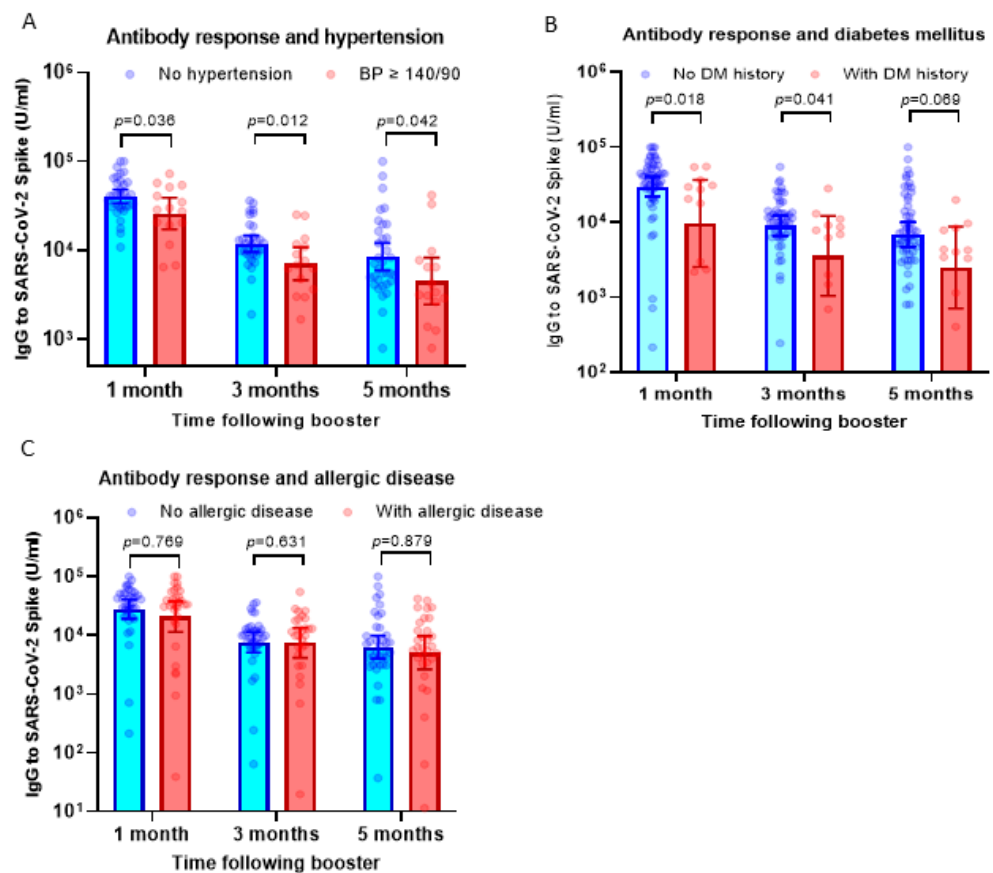 A
Antibody response and hypertension
No hypertension BP ≥ 140/90
IgG to SARS-CoV-2 Spike (U/ml)
10⁶
10⁵
10⁴
10³
p=0.036 p=0.012 p=0.042
1 month 3 months 5 months
Time following booster
B
Antibody response and diabetes mellitus
No DM history With DM history
IgG to SARS-CoV-2 Spike (U/ml)
10⁶
10⁵
10⁴
10³
10²
p=0.018 p=0.041 p=0.069
1 month 3 months 5 months
Time following booster
C
Antibody response and allergic disease
No allergic disease With allergic disease
IgG to SARS-CoV-2 Spike (U/ml)
10⁶
10⁵
10⁴
10³
10²
10¹
p=0.769 p=0.631 p=0.879
1 month 3 months 5 months
Time following booster